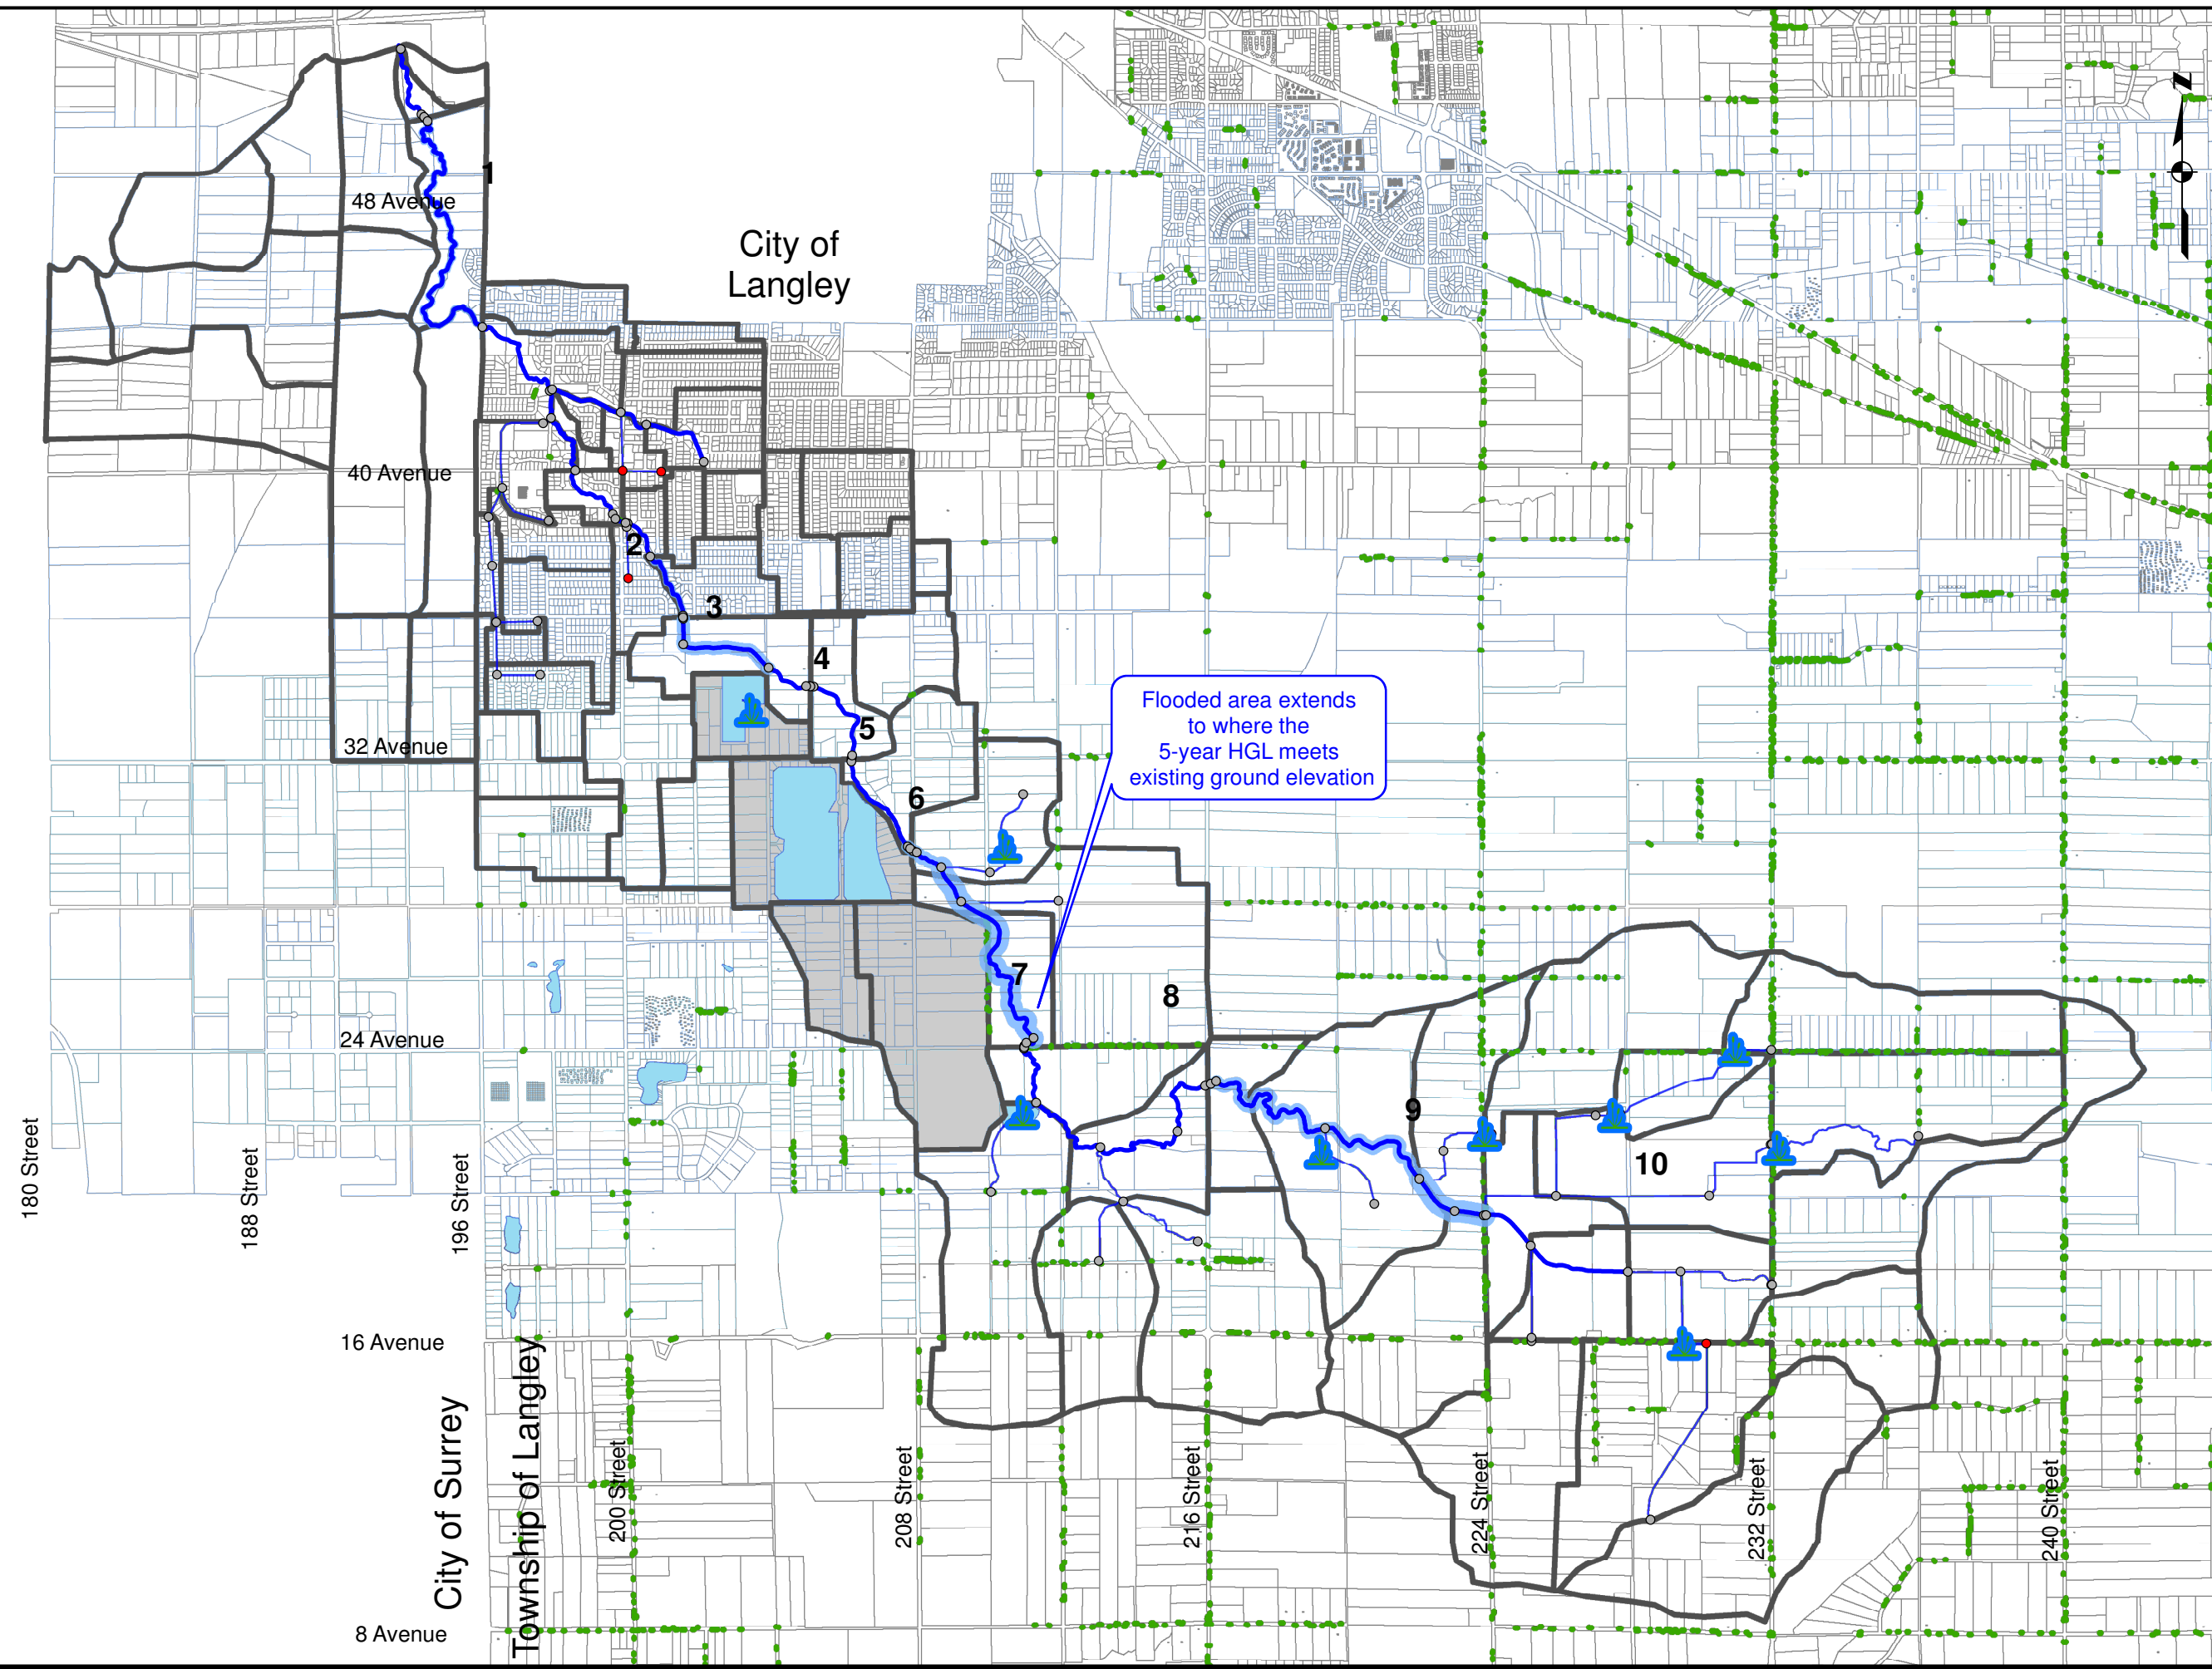 N
1
48 Avenue
City of
Langley
40 Avenue
2
3
4
5
32 Avenue
Flooded area extends
to where the
5-year HGL meets
existing ground elevation
6
7
8
24 Avenue
9
10
180 Street
188 Street
196 Street
16 Avenue
City of Surrey
Township of Langley
200 Street
208 Street
216 Street
224 Street
232 Street
240 Street
8 Avenue